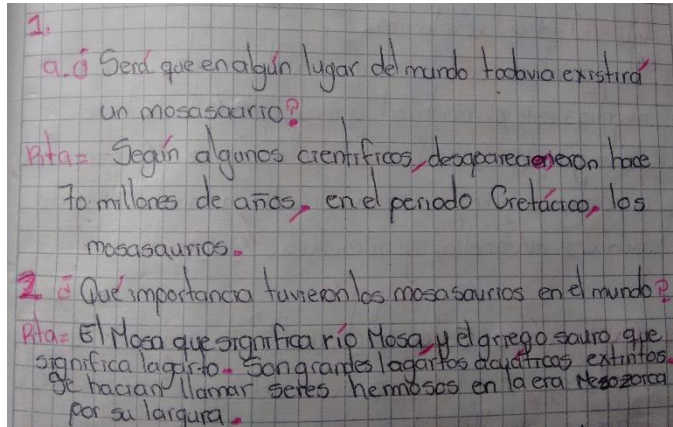 1.
a. ¿Será que en algún lugar del mundo todavia existirá
un mosasaurio?
Rta= Según algunos científicos, desaparecieron hace
70 millones de años, en el periodo Cretácico, los
mosasaurios.
2 ¿Qué importancia tuvieron los mosasaurios en el mundo?
Rta= El Mosa que significa río Mosa y el griego sauro, que
significa lagarto. Son grandes lagartos acuáticos extintos.
Se hacian llamar seres hermosos en la era Mesozoica
por su largura.